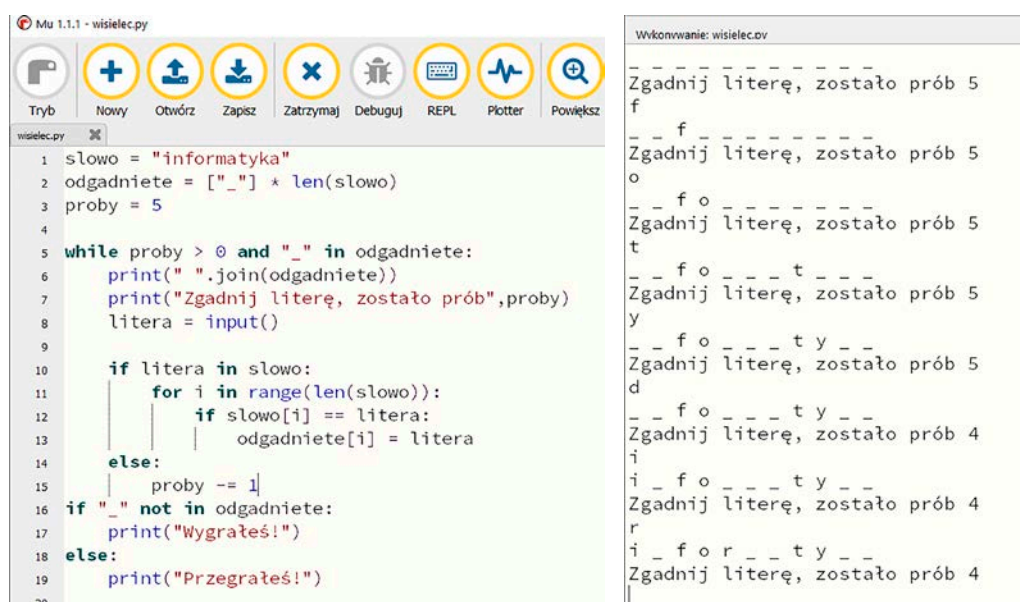 Mu 1.1.1 - wisielec.py
Tryb Nowy Otwórz Zapisz Zatrzymaj Debuguj REPL Plotter Powiększ
wisielec.py
1 slowo = "informatyka"
2 odgadniete = ["_"] * len(slowo)
3 proby = 5
4
5 while proby > 0 and "_" in odgadniete:
6 print(" ".join(odgadniete))
7 print("Zgadnij literę, zostało prób",proby)
8 litera = input()
9
10 if litera in slowo:
11 for i in range(len(slowo)):
12 if slowo[i] == litera:
13 odgadniete[i] = litera
14 else:
15 proby -= 1
16 if "_" not in odgadniete:
17 print("Wygrałeś!")
18 else:
19 print("Przegrałeś!")
20
Wykonywanie: wisielec.py
_ _ _ _ _ _ _ _ _ _ _
Zgadnij literę, zostało prób 5
f
_ _ f _ _ _ _ _ _ _ _
Zgadnij literę, zostało prób 5
o
_ _ f o _ _ _ _ _ _ _
Zgadnij literę, zostało prób 5
t
_ _ f o _ _ _ t _ _ _
Zgadnij literę, zostało prób 5
y
_ _ f o _ _ _ t y _ _
Zgadnij literę, zostało prób 5
d
_ _ f o _ _ _ t y _ _
Zgadnij literę, zostało prób 4
i
i _ f o _ _ _ t y _ _
Zgadnij literę, zostało prób 4
r
i _ f o r _ _ t y _ _
Zgadnij literę, zostało prób 4